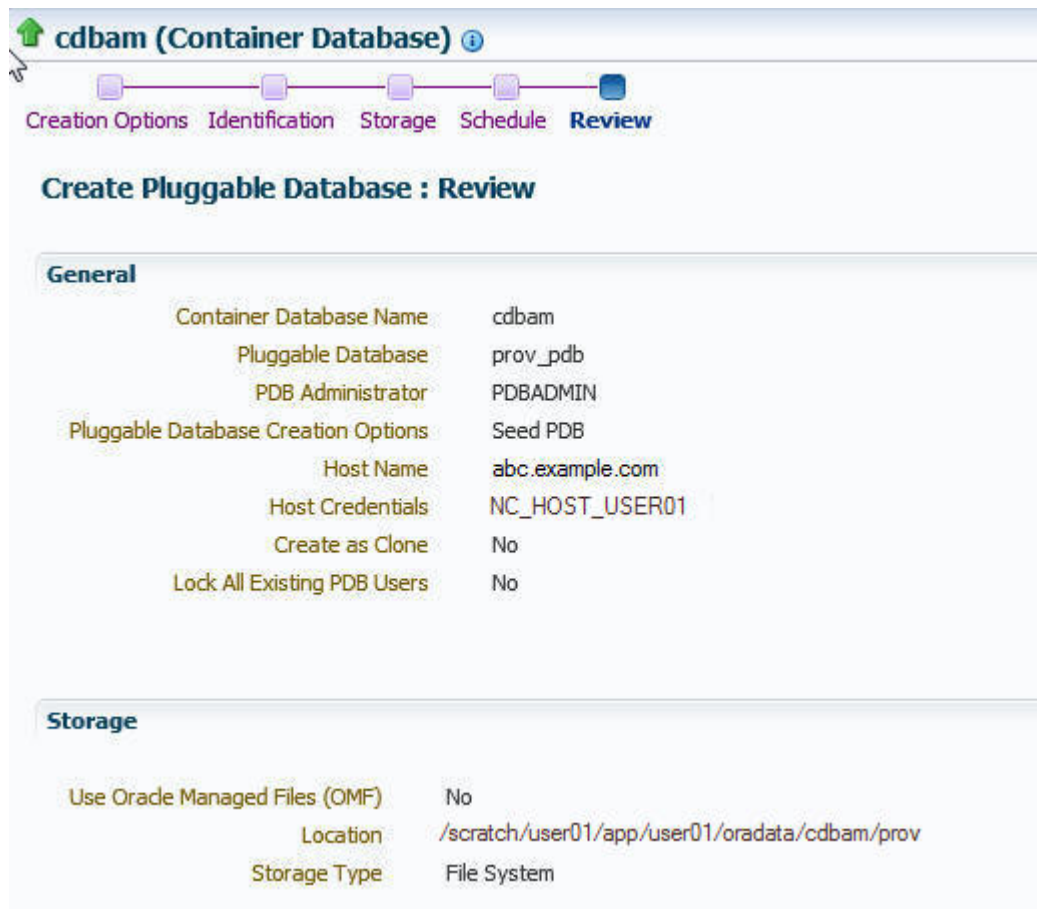 cdbam (Container Database)
Creation Options Identification Storage Schedule Review
Create Pluggable Database : Review
General
Container Database Name cdbam
Pluggable Database prov_pdb
PDB Administrator PDBADMIN
Pluggable Database Creation Options Seed PDB
Host Name abc.example.com
Host Credentials NC_HOST_USER01
Create as Clone No
Lock All Existing PDB Users No
Storage
Use Oracle Managed Files (OMF) No
Location /scratch/user01/app/user01/oradata/cdbam/prov
Storage Type File System